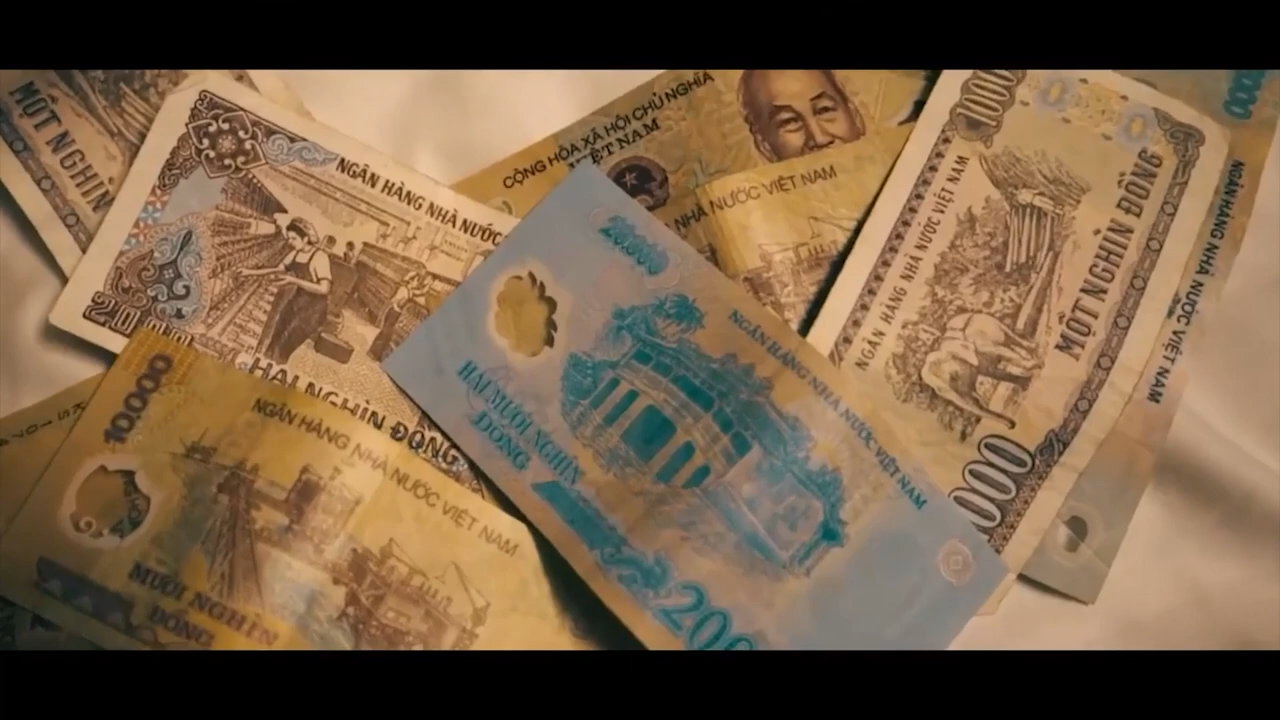 MỘT NGHÌN
NGÂN HÀNG NHÀ NƯỚC
HAI NGHÌN ĐỒNG
CỘNG HÒA XÃ HỘI CHỦ NGHĨA
VIỆT NAM
NHÀ NƯỚC VIỆT NAM
1000
NGÂN HÀNG NHÀ NƯỚC VIỆT NAM
MỘT NGHÌN ĐỒNG
000
NGÂN HÀNG NHÀ NƯỚC VIỆT NAM
20000
NGÂN HÀNG NHÀ NƯỚC VIỆT NAM
HAI MƯƠI NGHÌN
ĐỒNG
200
10.000
NGÂN HÀNG NHÀ NƯỚC VIỆT NAM
MƯỜI NGHÌN
ĐỒNG